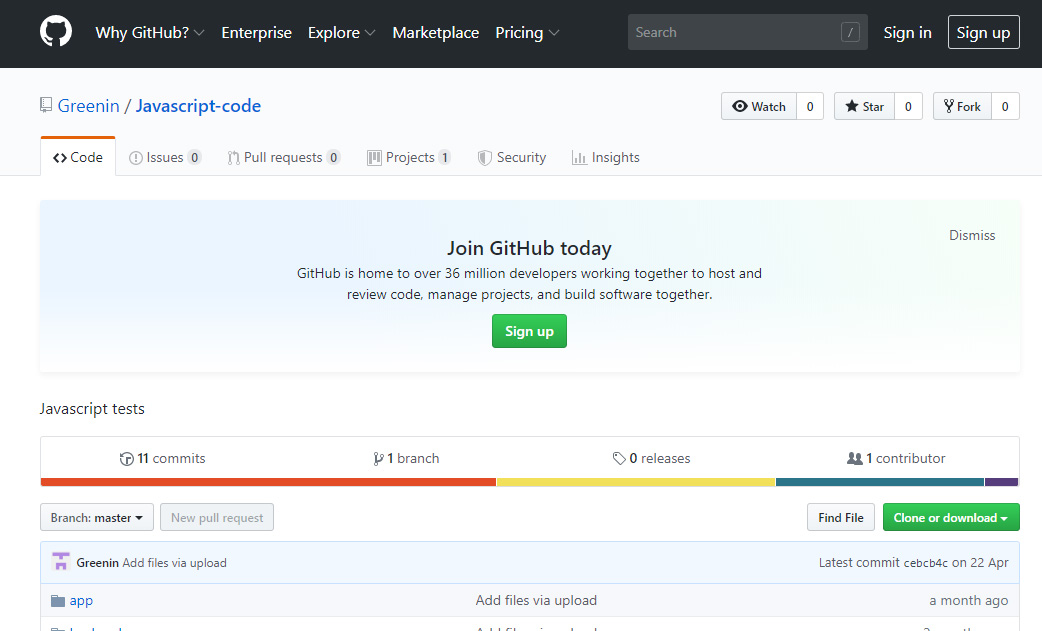 Why GitHub? Enterprise Explore Marketplace Pricing Search / Sign in Sign up
Greenin / Javascript-code Watch 0 Star 0 Fork 0
Code Issues 0 Pull requests 0 Projects 1 Security Insights
Dismiss
Join GitHub today
GitHub is home to over 36 million developers working together to host and
review code, manage projects, and build software together.
Sign up
Javascript tests
11 commits 1 branch 0 releases 1 contributor
Branch: master New pull request Find File Clone or download
Greenin Add files via upload Latest commit cebcb4c on 22 Apr
app Add files via upload a month ago